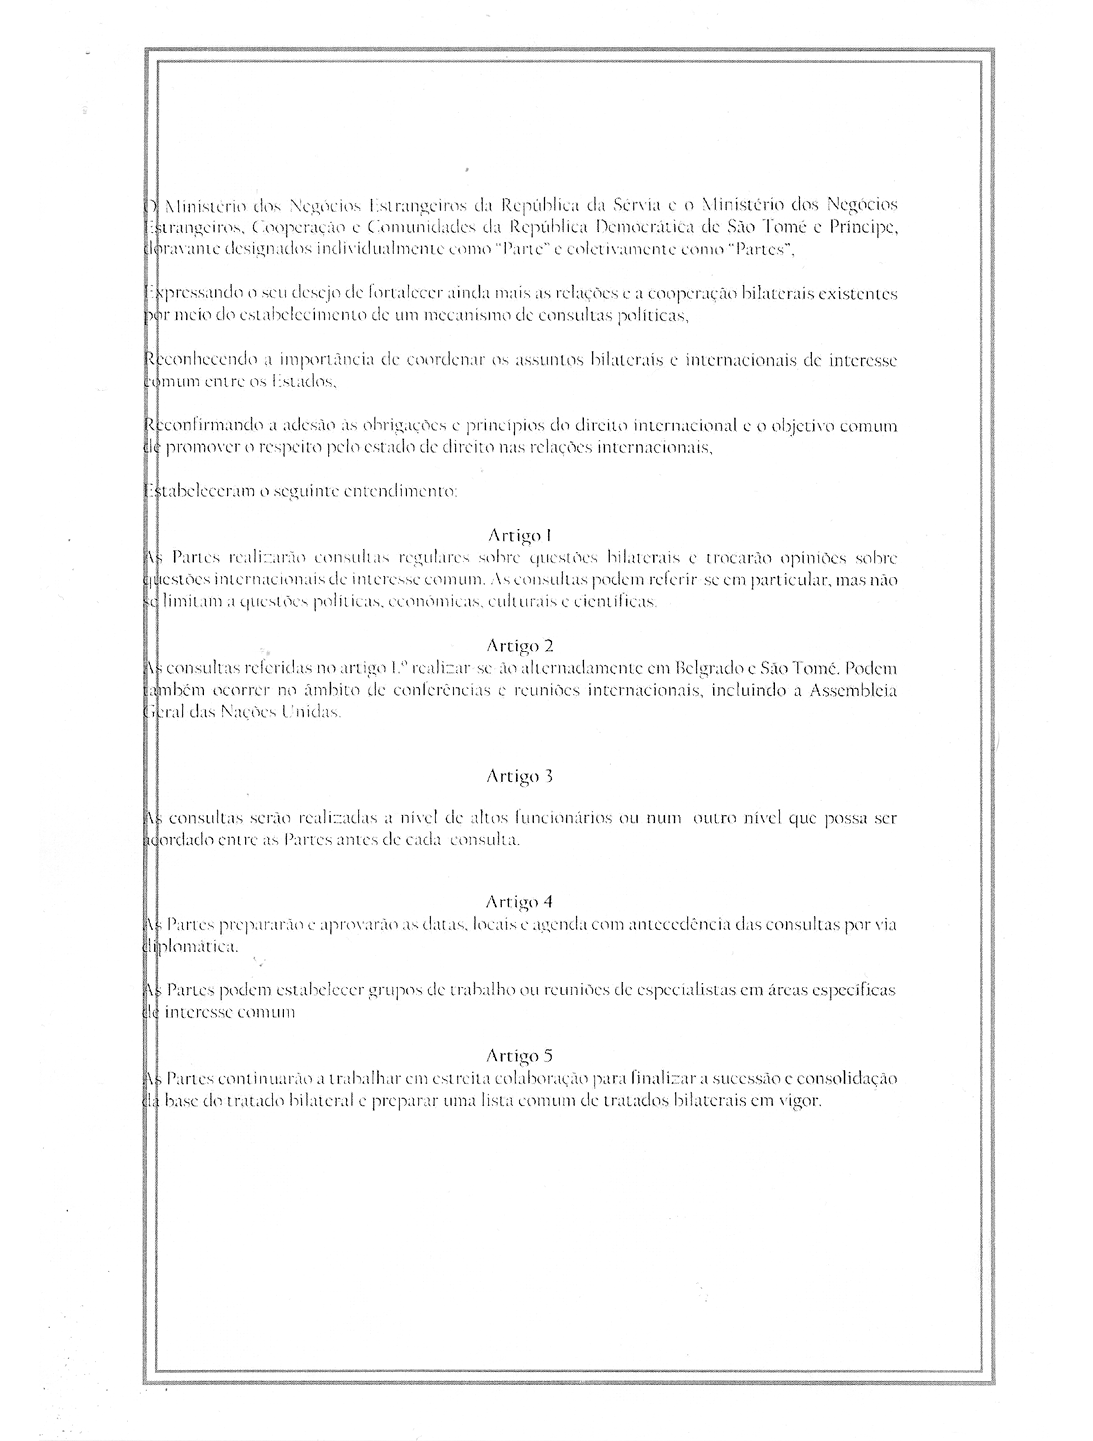 O Ministério dos Negócios Estrangeiros da República da Sérvia e o Ministério dos Negócios
Estrangeiros, Cooperação e Comunidades da República Democrática de São Tomé e Príncipe,
doravante designados individualmente como "Parte" e coletivamente como "Partes",
Expressando o seu desejo de fortalecer ainda mais as relações e a cooperação bilaterais existentes
por meio do estabelecimento de um mecanismo de consultas políticas,
Reconhecendo a importância de coordenar os assuntos bilaterais e internacionais de interesse
comum entre os Estados,
Reconfirmando a adesão às obrigações e princípios do direito internacional e o objetivo comum
de promover o respeito pelo estado de direito nas relações internacionais,
Estabeleceram o seguinte entendimento:
Artigo 1
As Partes realizarão consultas regulares sobre questões bilaterais e trocarão opiniões sobre
questões internacionais de interesse comum. As consultas podem referir-se em particular, mas não
se limitam a questões políticas, económicas, culturais e científicas.
Artigo 2
As consultas referidas no artigo 1.º realizar-se-ão alternadamente em Belgrado e São Tomé. Podem
também ocorrer no âmbito de conferências e reuniões internacionais, incluindo a Assembleia
Geral das Nações Unidas.
Artigo 3
As consultas serão realizadas a nível de altos funcionários ou num outro nível que possa ser
acordado entre as Partes antes de cada consulta.
Artigo 4
As Partes prepararão e aprovarão as datas, locais e agenda com antecedência das consultas por via
diplomática.
As Partes podem estabelecer grupos de trabalho ou reuniões de especialistas em áreas específicas
de interesse comum
Artigo 5
As Partes continuarão a trabalhar em estreita colaboração para finalizar a sucessão e consolidação
da base do tratado bilateral e preparar uma lista comum de tratados bilaterais em vigor.